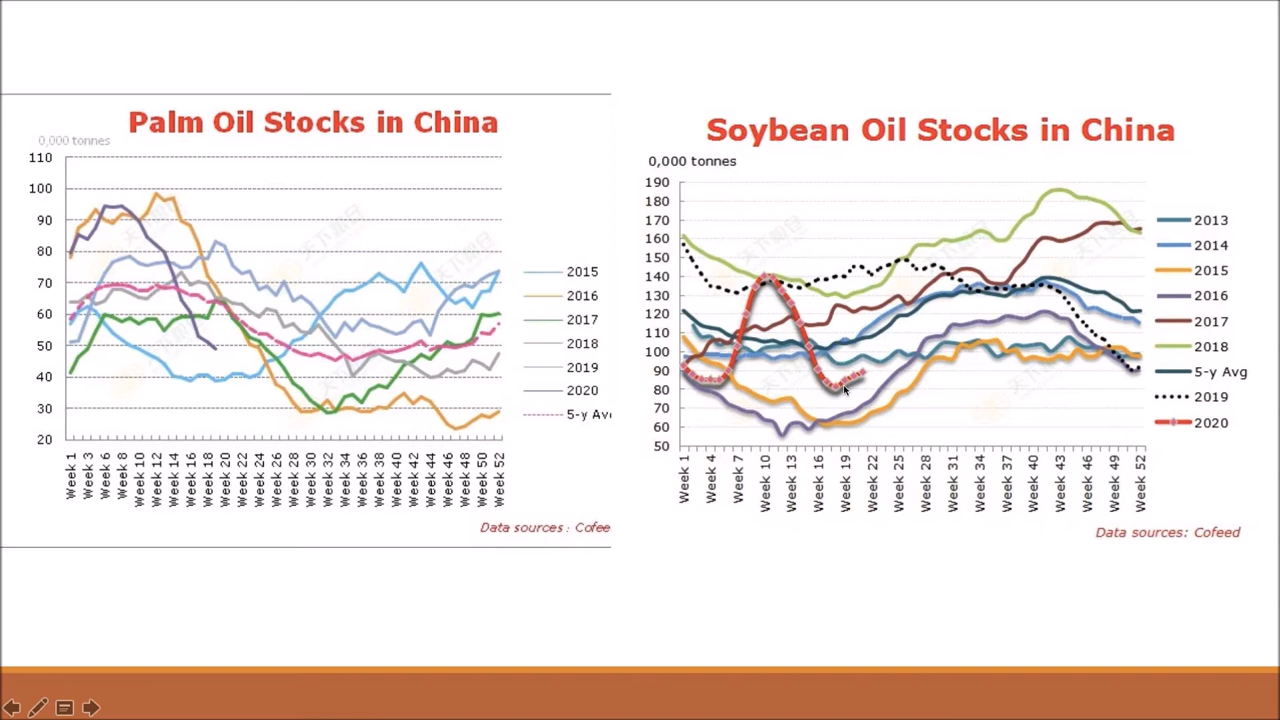 Palm Oil Stocks in China
0,000 tonnes
110
100
90
80
70
60
50
40
30
20
Week 1
Week 3
Week 6
Week 8
Week 10
Week 12
Week 14
Week 16
Week 18
Week 20
Week 22
Week 24
Week 26
Week 28
Week 30
Week 32
Week 34
Week 36
Week 38
Week 40
Week 42
Week 44
Week 46
Week 48
Week 50
Week 52
2015
2016
2017
2018
2019
2020
5-y Av
Data sources : Cofee
Soybean Oil Stocks in China
0,000 tonnes
190
180
170
160
150
140
130
120
110
100
90
80
70
60
50
Week 1
Week 4
Week 7
Week 10
Week 13
Week 16
Week 19
Week 22
Week 25
Week 28
Week 31
Week 34
Week 37
Week 40
Week 43
Week 46
Week 49
Week 52
2013
2014
2015
2016
2017
2018
5-y Avg
2019
2020
Data sources: Cofeed